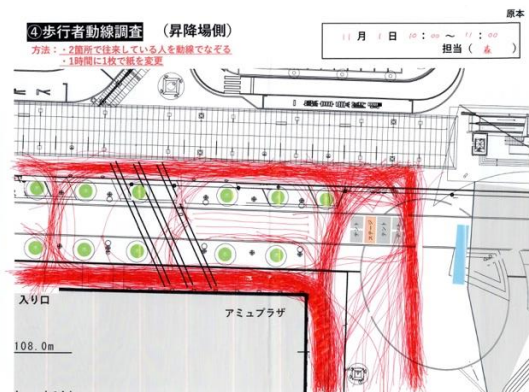 原本
④歩行者動線調査 （昇降場側）
方法：・2箇所で往来している人を動線でなぞる
・1時間に1枚で紙を変更
11 月 1 日 10：00 ～ 11：00
担当（ 森 ）
入り口
アミュプラザ
108.0m